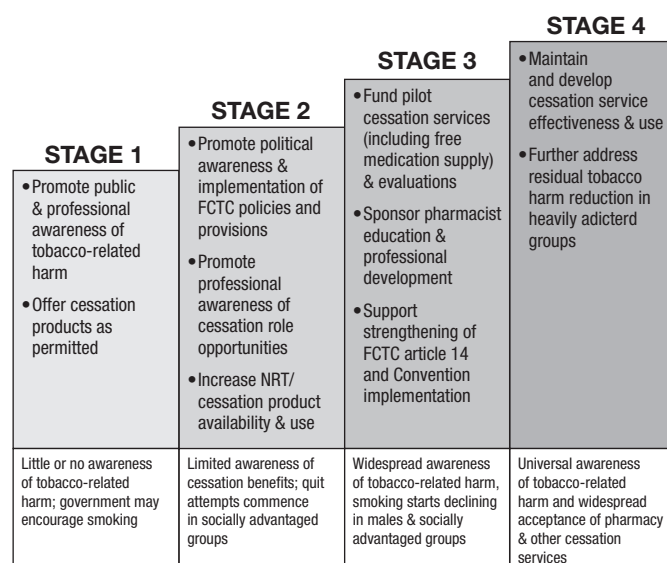 STAGE 1
• Promote public
& professional
awareness of
tobacco-related
harm
• Offer cessation
products as
permitted
Little or no awareness
of tobacco-related
harm; government may
encourage smoking
STAGE 2
• Promote political
awareness &
implementation of
FCTC policies and
provisions
• Promote
professional
awareness of
cessation role
opportunities
• Increase NRT/
cessation product
availability & use
Limited awareness of
cessation benefits; quit
attempts commence
in socially advantaged
groups
STAGE 3
• Fund pilot
cessation services
(including free
medication supply)
& evaluations
• Sponsor pharmacist
education &
professional
development
• Support
strengthening of
FCTC article 14
and Convention
implementation
Widespread awareness
of tobacco-related harm,
smoking starts declining
in males & socially
advantaged groups
STAGE 4
• Maintain
and develop
cessation service
effectiveness & use
• Further address
residual tobacco
harm reduction in
heavily adicterd
groups
Universal awareness
of tobacco-related
harm and widespread
acceptance of pharmacy
& other cessation
services